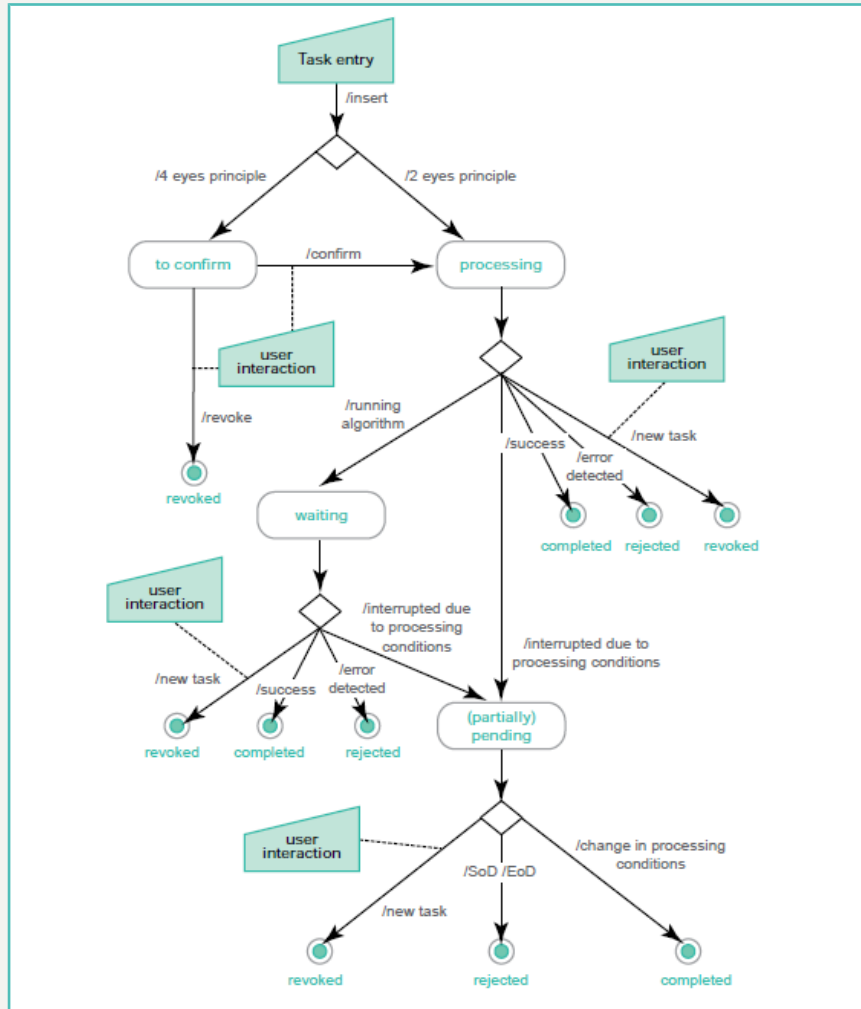 Task entry
/insert
/4 eyes principle
/2 eyes principle
to confirm
/confirm
processing
user
interaction
user
interaction
/revoke
/running
algorithm
/success
/error
detected
/new task
revoked
waiting
completed
rejected
revoked
user
interaction
/interrupted due
to processing
conditions
/interrupted due to
processing conditions
/new task
/success
/error
detected
(partially)
pending
revoked
completed
rejected
user
interaction
/change in processing
conditions
/SoD /EoD
/new task
revoked
rejected
completed